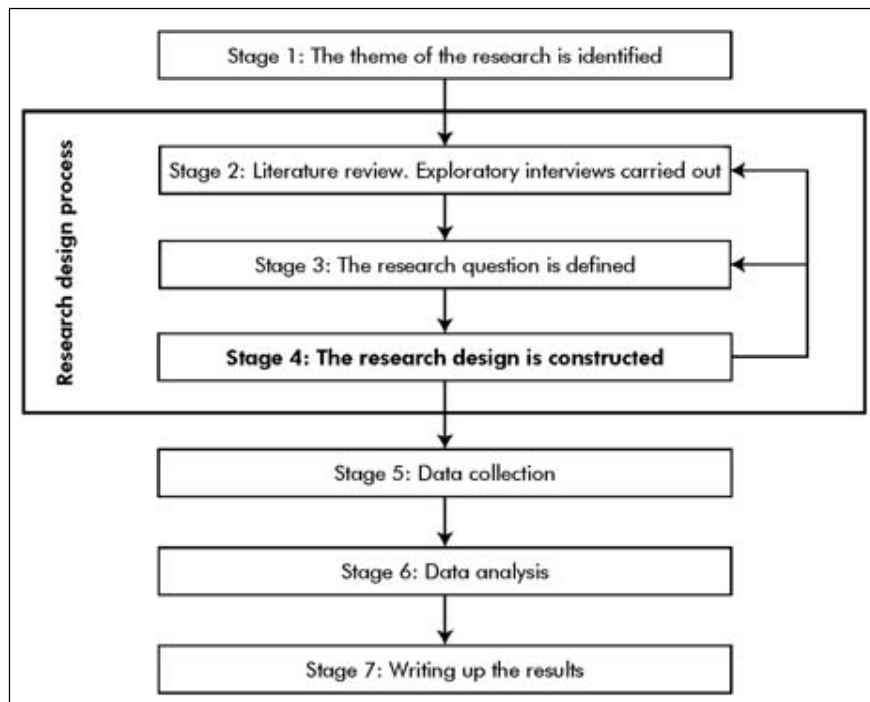 Stage 1: The theme of the research is identified
Research design process
Stage 2: Literature review. Exploratory interviews carried out
Stage 3: The research question is defined
Stage 4: The research design is constructed
Stage 5: Data collection
Stage 6: Data analysis
Stage 7: Writing up the results